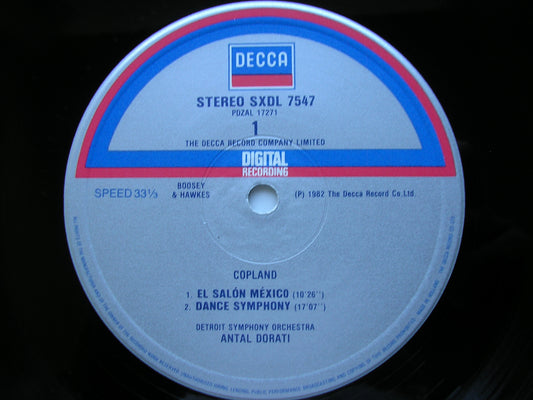 DECCA
STEREO SXDL 7547
PDZAL 17271
1
THE DECCA RECORD COMPANY LIMITED
DIGITAL
RECORDING
SPEED 33⅓
BOOSEY
& HAWKES
(P) 1982 The Decca Record Co. Ltd.
COPLAND
1. EL SALÓN MÉXICO (10'26'')
2. DANCE SYMPHONY (17'07'')
DETROIT SYMPHONY ORCHESTRA
ANTAL DORATI